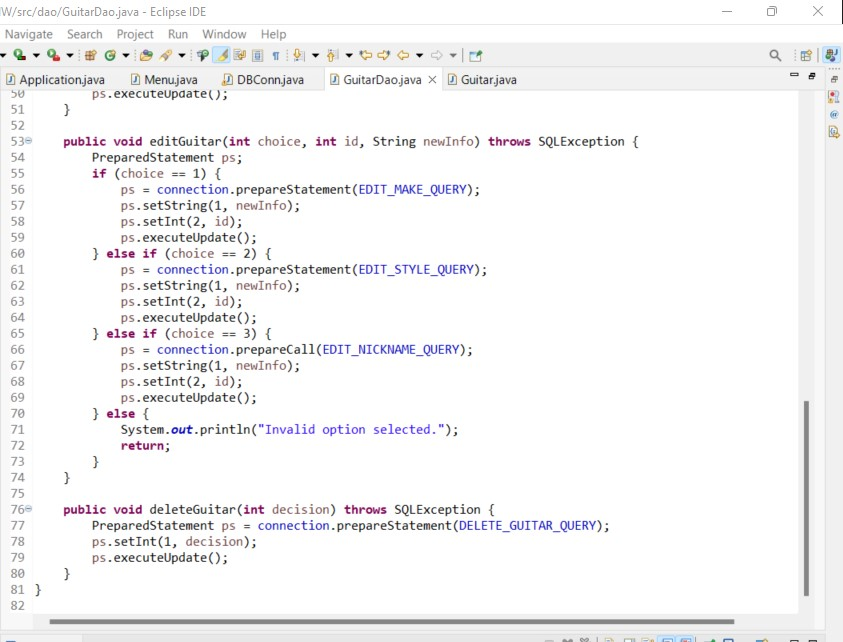 W/src/dao/GuitarDao.java - Eclipse IDE
Navigate Search Project Run Window Help
Application.java Menu.java DBConn.java GuitarDao.java Guitar.java
50 ps.executeUpdate();
51 }
52
53 public void editGuitar(int choice, int id, String newInfo) throws SQLException {
54 PreparedStatement ps;
55 if (choice == 1) {
56 ps = connection.prepareStatement(EDIT_MAKE_QUERY);
57 ps.setString(1, newInfo);
58 ps.setInt(2, id);
59 ps.executeUpdate();
60 } else if (choice == 2) {
61 ps = connection.prepareStatement(EDIT_STYLE_QUERY);
62 ps.setString(1, newInfo);
63 ps.setInt(2, id);
64 ps.executeUpdate();
65 } else if (choice == 3) {
66 ps = connection.prepareCall(EDIT_NICKNAME_QUERY);
67 ps.setString(1, newInfo);
68 ps.setInt(2, id);
69 ps.executeUpdate();
70 } else {
71 System.out.println("Invalid option selected.");
72 return;
73 }
74 }
75
76 public void deleteGuitar(int decision) throws SQLException {
77 PreparedStatement ps = connection.prepareStatement(DELETE_GUITAR_QUERY);
78 ps.setInt(1, decision);
79 ps.executeUpdate();
80 }
81 }
82